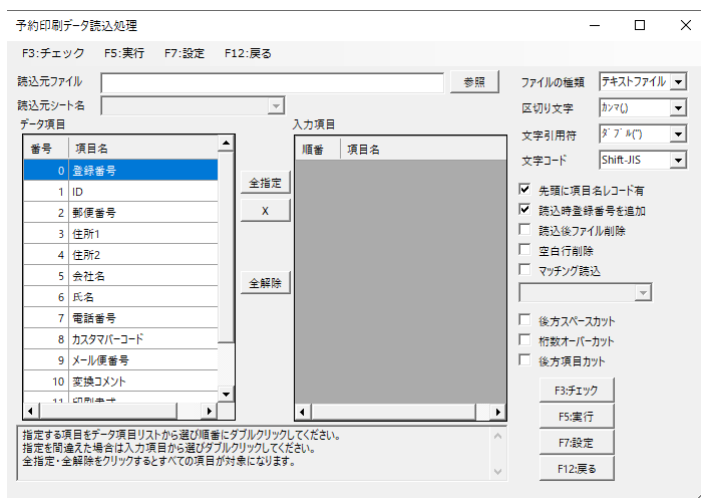 予約印刷データ読込処理
F3:チェック F5:実行 F7:設定 F12:戻る
読込元ファイル
参照
読込元シート名
データ項目
番号 項目名
0 登録番号
1 ID
2 郵便番号
3 住所1
4 住所2
5 会社名
6 氏名
7 電話番号
8 カスタマバーコード
9 メール便番号
10 変換コメント
11 印刷書式
全指定
X
全解除
入力項目
順番 項目名
ファイルの種類 テキストファイル
区切り文字 ｶﾝﾏ(,)
文字引用符 ﾀﾞﾌﾞﾙ(")
文字コード Shift-JIS
先頭に項目名レコード有
読込時登録番号を追加
読込後ファイル削除
空白行削除
マッチング読込
後方スペースカット
桁数オーバーカット
後方項目カット
F3:チェック
F5:実行
F7:設定
F12:戻る
指定する項目をデータ項目リストから選び順番にダブルクリックしてください。
指定を間違えた場合は入力項目から選びダブルクリックしてください。
全指定・全解除をクリックするとすべての項目が対象になります。